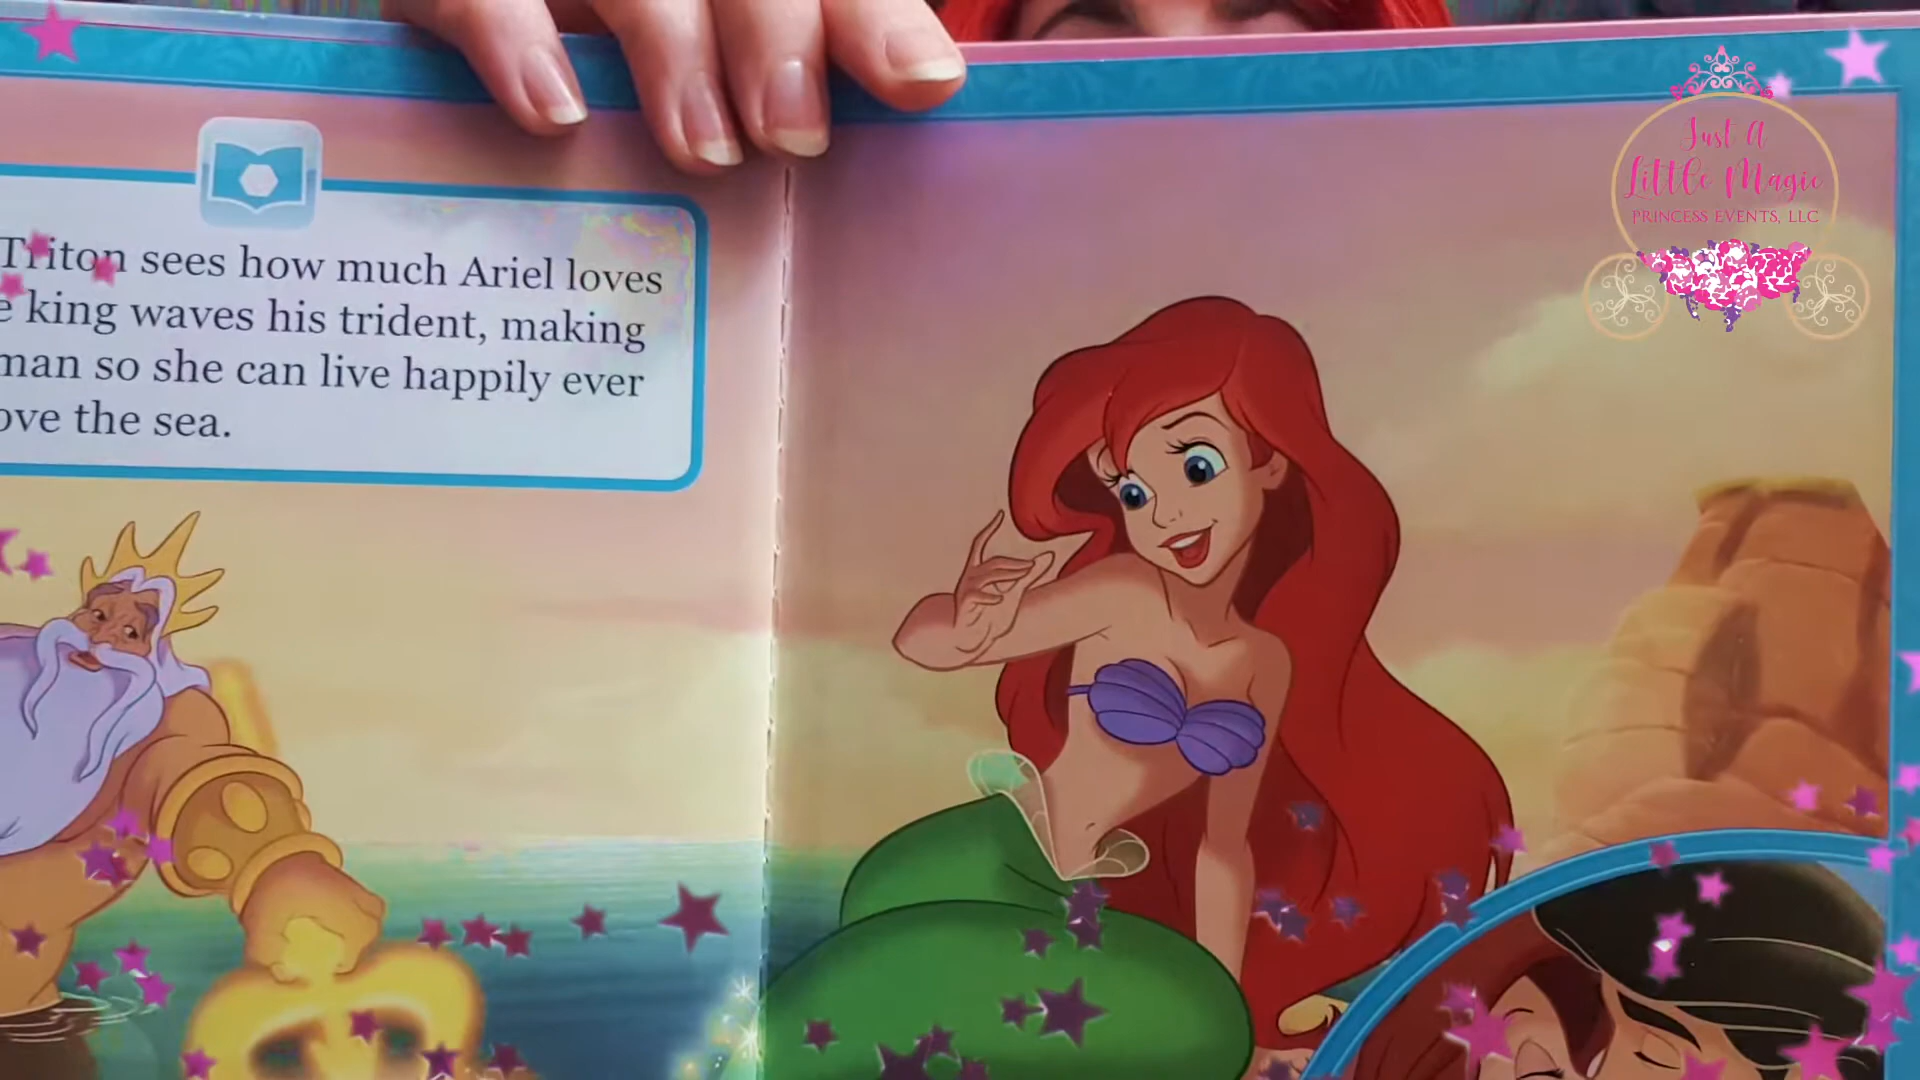 Triton sees how much Ariel loves
e king waves his trident, making
man so she can live happily ever
ove the sea.
Just A
Little Magic
PRINCESS EVENTS, LLC